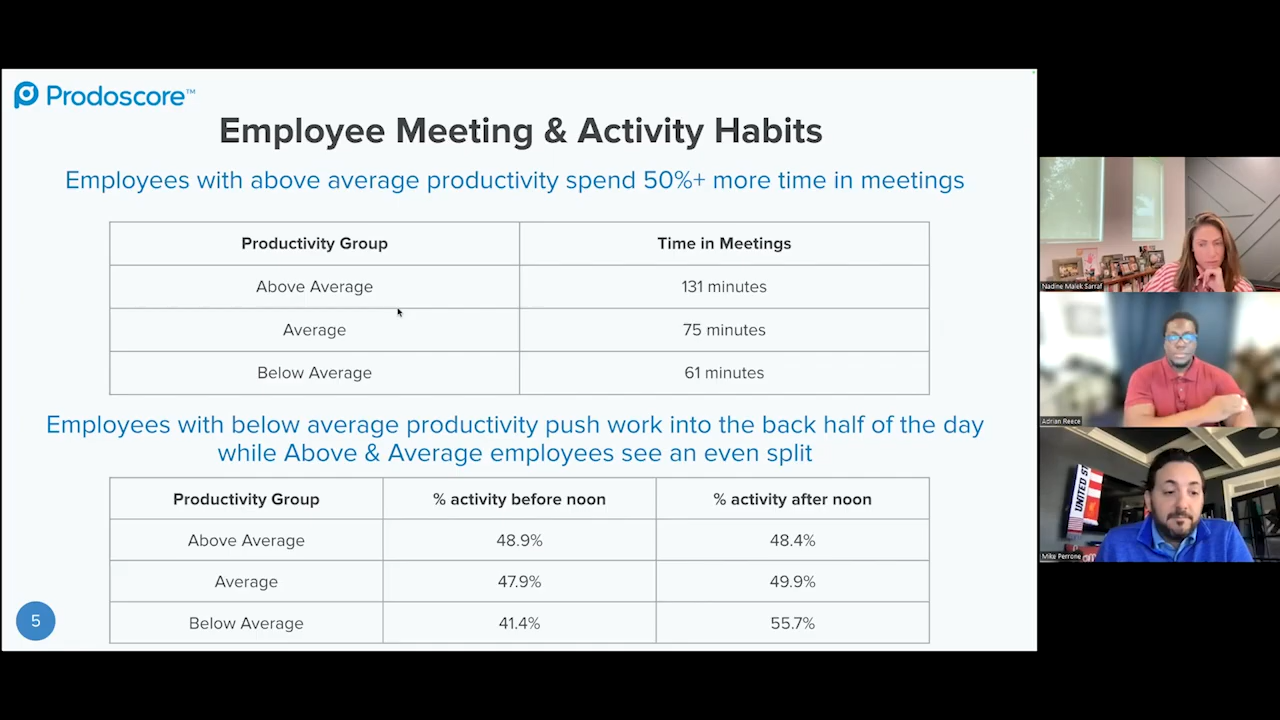 Prodoscore™
Employee Meeting & Activity Habits
Employees with above average productivity spend 50%+ more time in meetings
Productivity Group Time in Meetings
Above Average 131 minutes
Average 75 minutes
Below Average 61 minutes
Employees with below average productivity push work into the back half of the day
while Above & Average employees see an even split
Productivity Group % activity before noon % activity after noon
Above Average 48.9% 48.4%
Average 47.9% 49.9%
Below Average 41.4% 55.7%
5
Nadine Malek Sarraf
Adrian Reece
UNITED ST
Mike Perrone